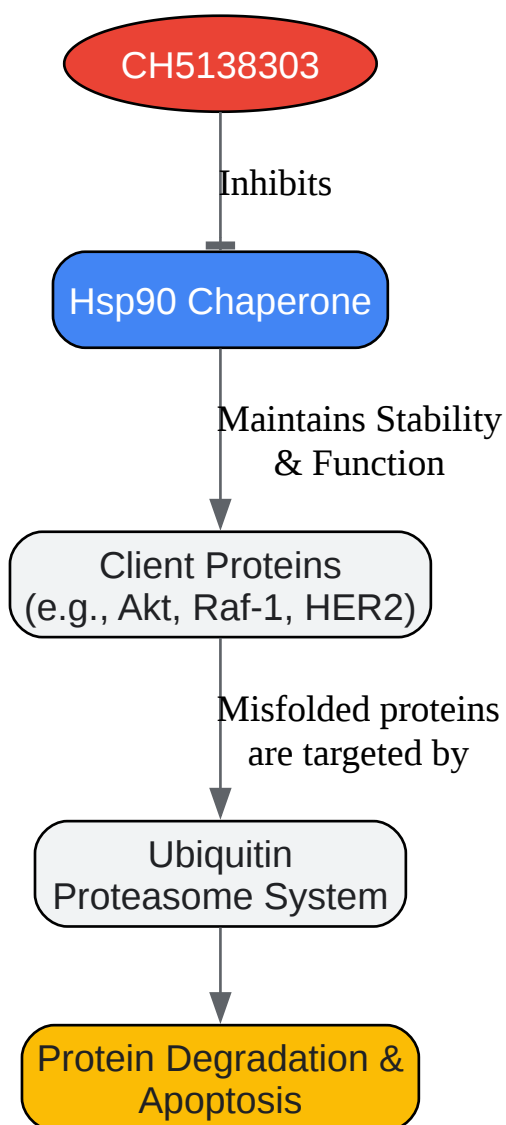 CH5138303
Inhibits
Hsp90 Chaperone
Maintains Stability
& Function
Client Proteins
(e.g., Akt, Raf-1, HER2)
Misfolded proteins
are targeted by
Ubiquitin
Proteasome System
Protein Degradation &
Apoptosis